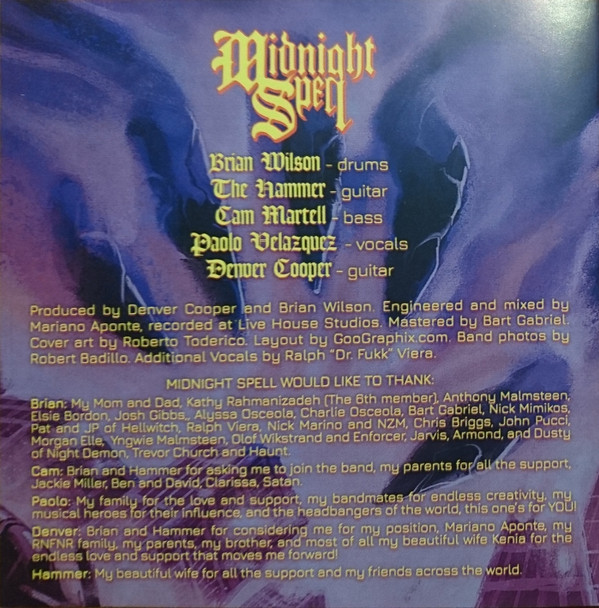 Midnight
Spell
Brian Wilson - drums
The Hammer - guitar
Cam Martell - bass
Paolo Velazquez - vocals
Denver Cooper - guitar
Produced by Denver Cooper and Brian Wilson. Engineered and mixed by
Mariano Aponte, recorded at Live House Studios. Mastered by Bart Gabriel.
Cover art by Roberto Toderico. Layout by GooGraphix.com. Band photos by
Robert Badillo. Additional Vocals by Ralph "Dr. Fukk" Viera.
MIDNIGHT SPELL WOULD LIKE TO THANK:
Brian: My Mom and Dad, Kathy Rahmanizadeh (The 6th member), Anthony Malmsteen,
Elsie Bordon, Josh Gibbs,, Alyssa Osceola, Charlie Osceola, Bart Gabriel, Nick Mimikos,
Pat and JP of Hellwitch, Ralph Viera, Nick Marino and NZM, Chris Briggs, John Pucci,
Morgan Elle, Yngwie Malmsteen, Olof Wikstrand and Enforcer, Jarvis, Armond, and Dusty
of Night Demon, Trevor Church and Haunt.
Cam: Brian and Hammer for asking me to join the band, my parents for all the support,
Jackie Miller, Ben and David, Clarissa, Satan.
Paolo: My family for the love and support, my bandmates for endless creativity, my
musical heroes for their influence, and the headbangers of the world, this one's for YOU!
Denver: Brian and Hammer for considering me for my position, Mariano Aponte, my
RNFNR family, my parents, my brother, and most of all my beautiful wife Kenia for the
endless love and support that moves me forward!
Hammer: My beautiful wife for all the support and my friends across the world.